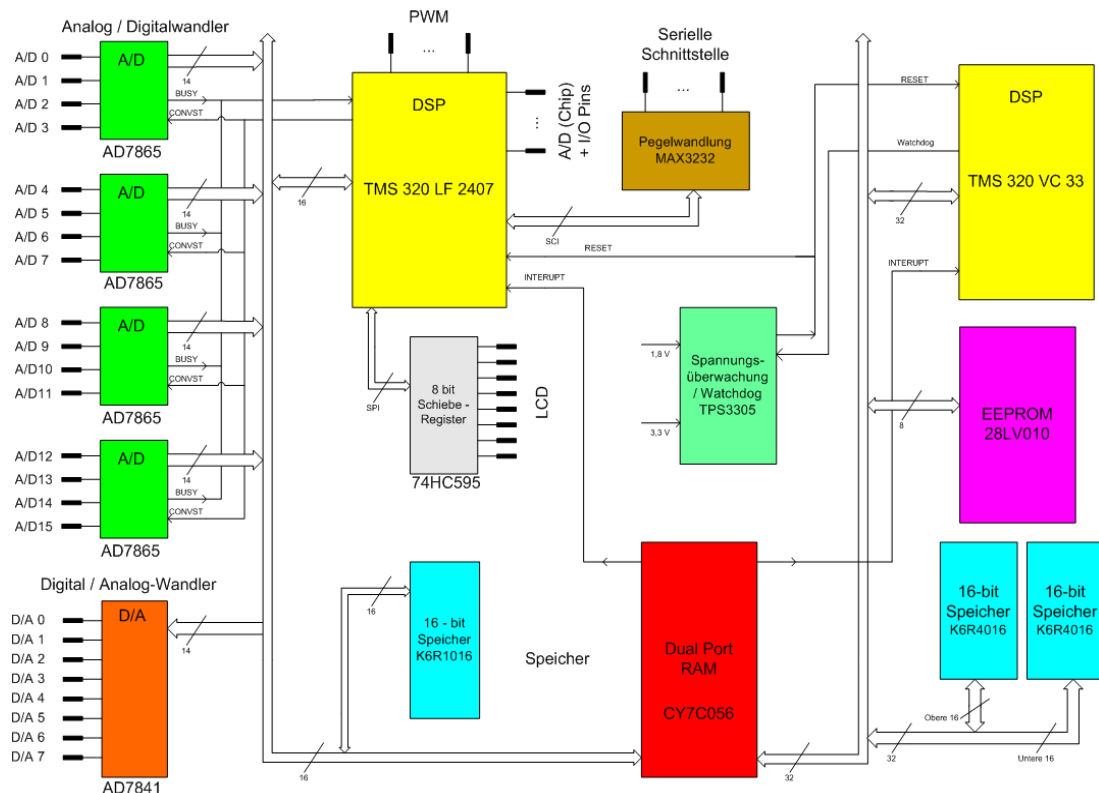 Analog / Digitalwandler
A/D 0
A/D 1
A/D 2
A/D 3
A/D
14
BUSY
CONVST
AD7865
A/D 4
A/D 5
A/D 6
A/D 7
A/D
14
BUSY
CONVST
AD7865
A/D 8
A/D 9
A/D10
A/D11
A/D
14
BUSY
CONVST
AD7865
A/D12
A/D13
A/D14
A/D15
A/D
14
BUSY
CONVST
AD7865
Digital / Analog-Wandler
D/A 0
D/A 1
D/A 2
D/A 3
D/A 4
D/A 5
D/A 6
D/A 7
D/A
14
AD7841
PWM
...
DSP
TMS 320 LF 2407
16
...
A/D (Chip)
+ I/O Pins
Serielle
Schnittstelle
...
Pegelwandlung
MAX3232
SCI
RESET
INTERUPT
SPI
8 bit
Schiebe -
Register
74HC595
LCD
1,8 V
3,3 V
Spannungs-
überwachung
/ Watchdog
TPS3305
RESET
Watchdog
32
INTERUPT
DSP
TMS 320 VC 33
8
EEPROM
28LV010
16
16 - bit
Speicher
K6R1016
Speicher
16
Dual Port
RAM
CY7C056
32
16-bit
Speicher
K6R4016
16-bit
Speicher
K6R4016
Obere 16
32
Untere 16